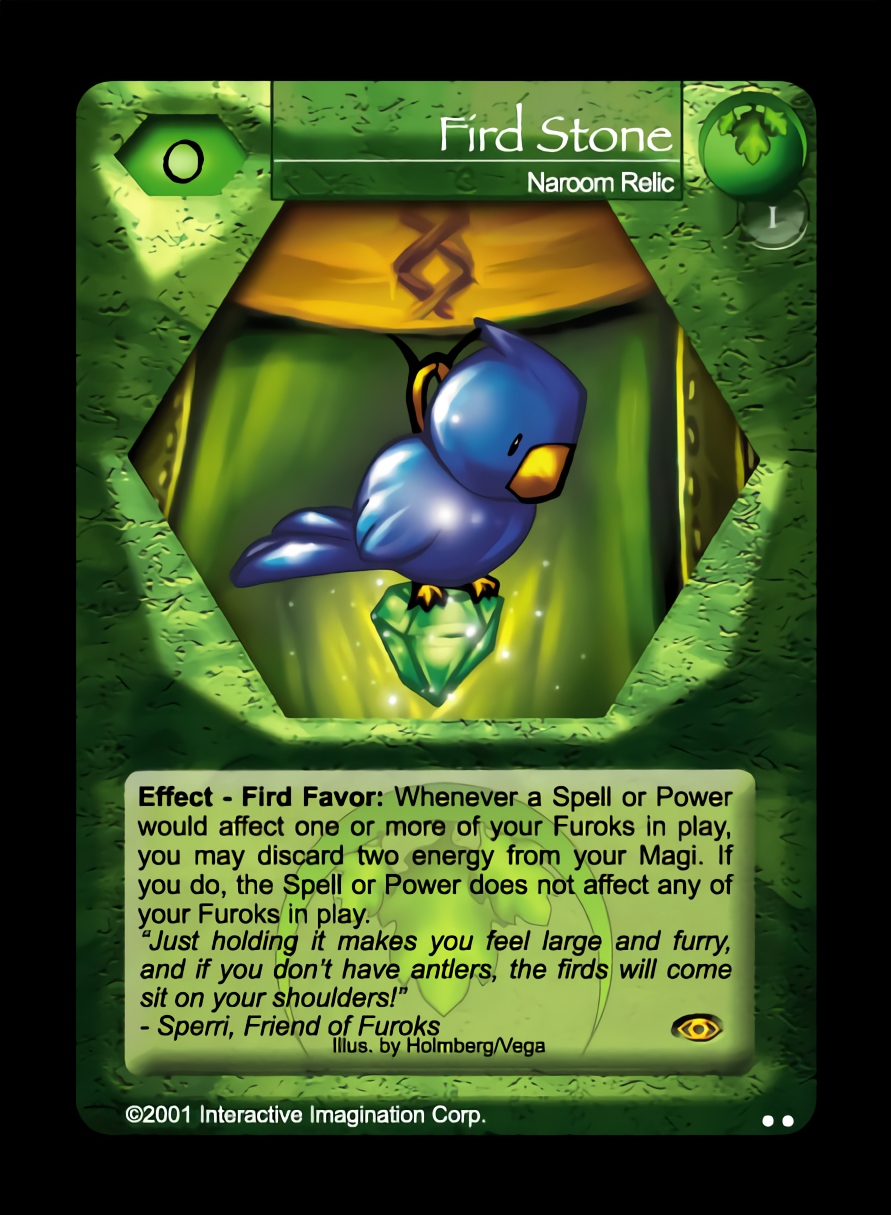 0
Fird Stone
Naroom Relic
I
Effect - Fird Favor: Whenever a Spell or Power
would affect one or more of your Furoks in play,
you may discard two energy from your Magi. If
you do, the Spell or Power does not affect any of
your Furoks in play.
“Just holding it makes you feel large and furry,
and if you don't have antlers, the firds will come
sit on your shoulders!”
- Sperri, Friend of Furoks
Illus. by Holmberg/Vega
©2001 Interactive Imagination Corp.